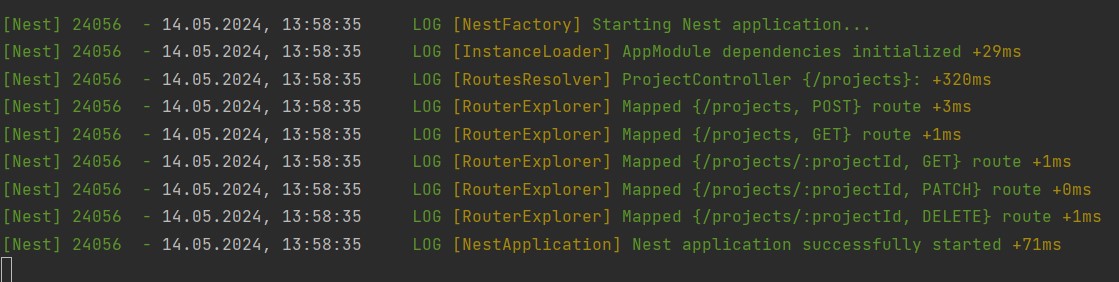 [Nest] 24056  - 14.05.2024, 13:58:35     LOG [NestFactory] Starting Nest application...
[Nest] 24056  - 14.05.2024, 13:58:35     LOG [InstanceLoader] AppModule dependencies initialized +29ms
[Nest] 24056  - 14.05.2024, 13:58:35     LOG [RoutesResolver] ProjectController {/projects}: +320ms
[Nest] 24056  - 14.05.2024, 13:58:35     LOG [RouterExplorer] Mapped {/projects, POST} route +3ms
[Nest] 24056  - 14.05.2024, 13:58:35     LOG [RouterExplorer] Mapped {/projects, GET} route +1ms
[Nest] 24056  - 14.05.2024, 13:58:35     LOG [RouterExplorer] Mapped {/projects/:projectId, GET} route +1ms
[Nest] 24056  - 14.05.2024, 13:58:35     LOG [RouterExplorer] Mapped {/projects/:projectId, PATCH} route +0ms
[Nest] 24056  - 14.05.2024, 13:58:35     LOG [RouterExplorer] Mapped {/projects/:projectId, DELETE} route +1ms
[Nest] 24056  - 14.05.2024, 13:58:35     LOG [NestApplication] Nest application successfully started +71ms